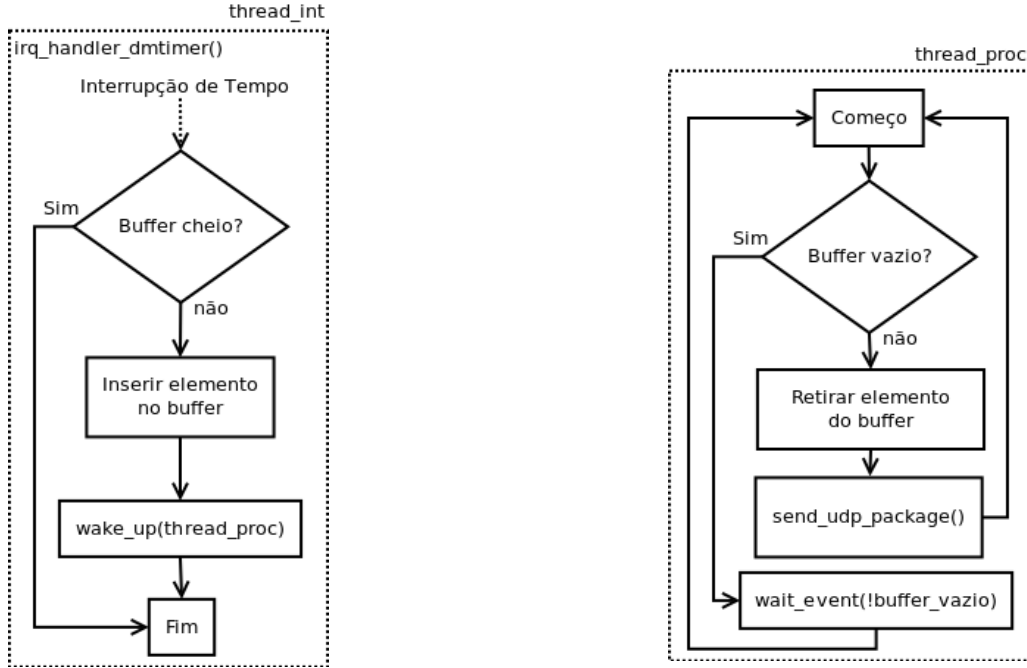 thread_int
irq_handler_dmtimer()
Interrupção de Tempo
Buffer cheio?
Sim
não
Inserir elemento
no buffer
wake_up(thread_proc)
Fim
thread_proc
Começo
Buffer vazio?
Sim
não
Retirar elemento
do buffer
send_udp_package()
wait_event(!buffer_vazio)